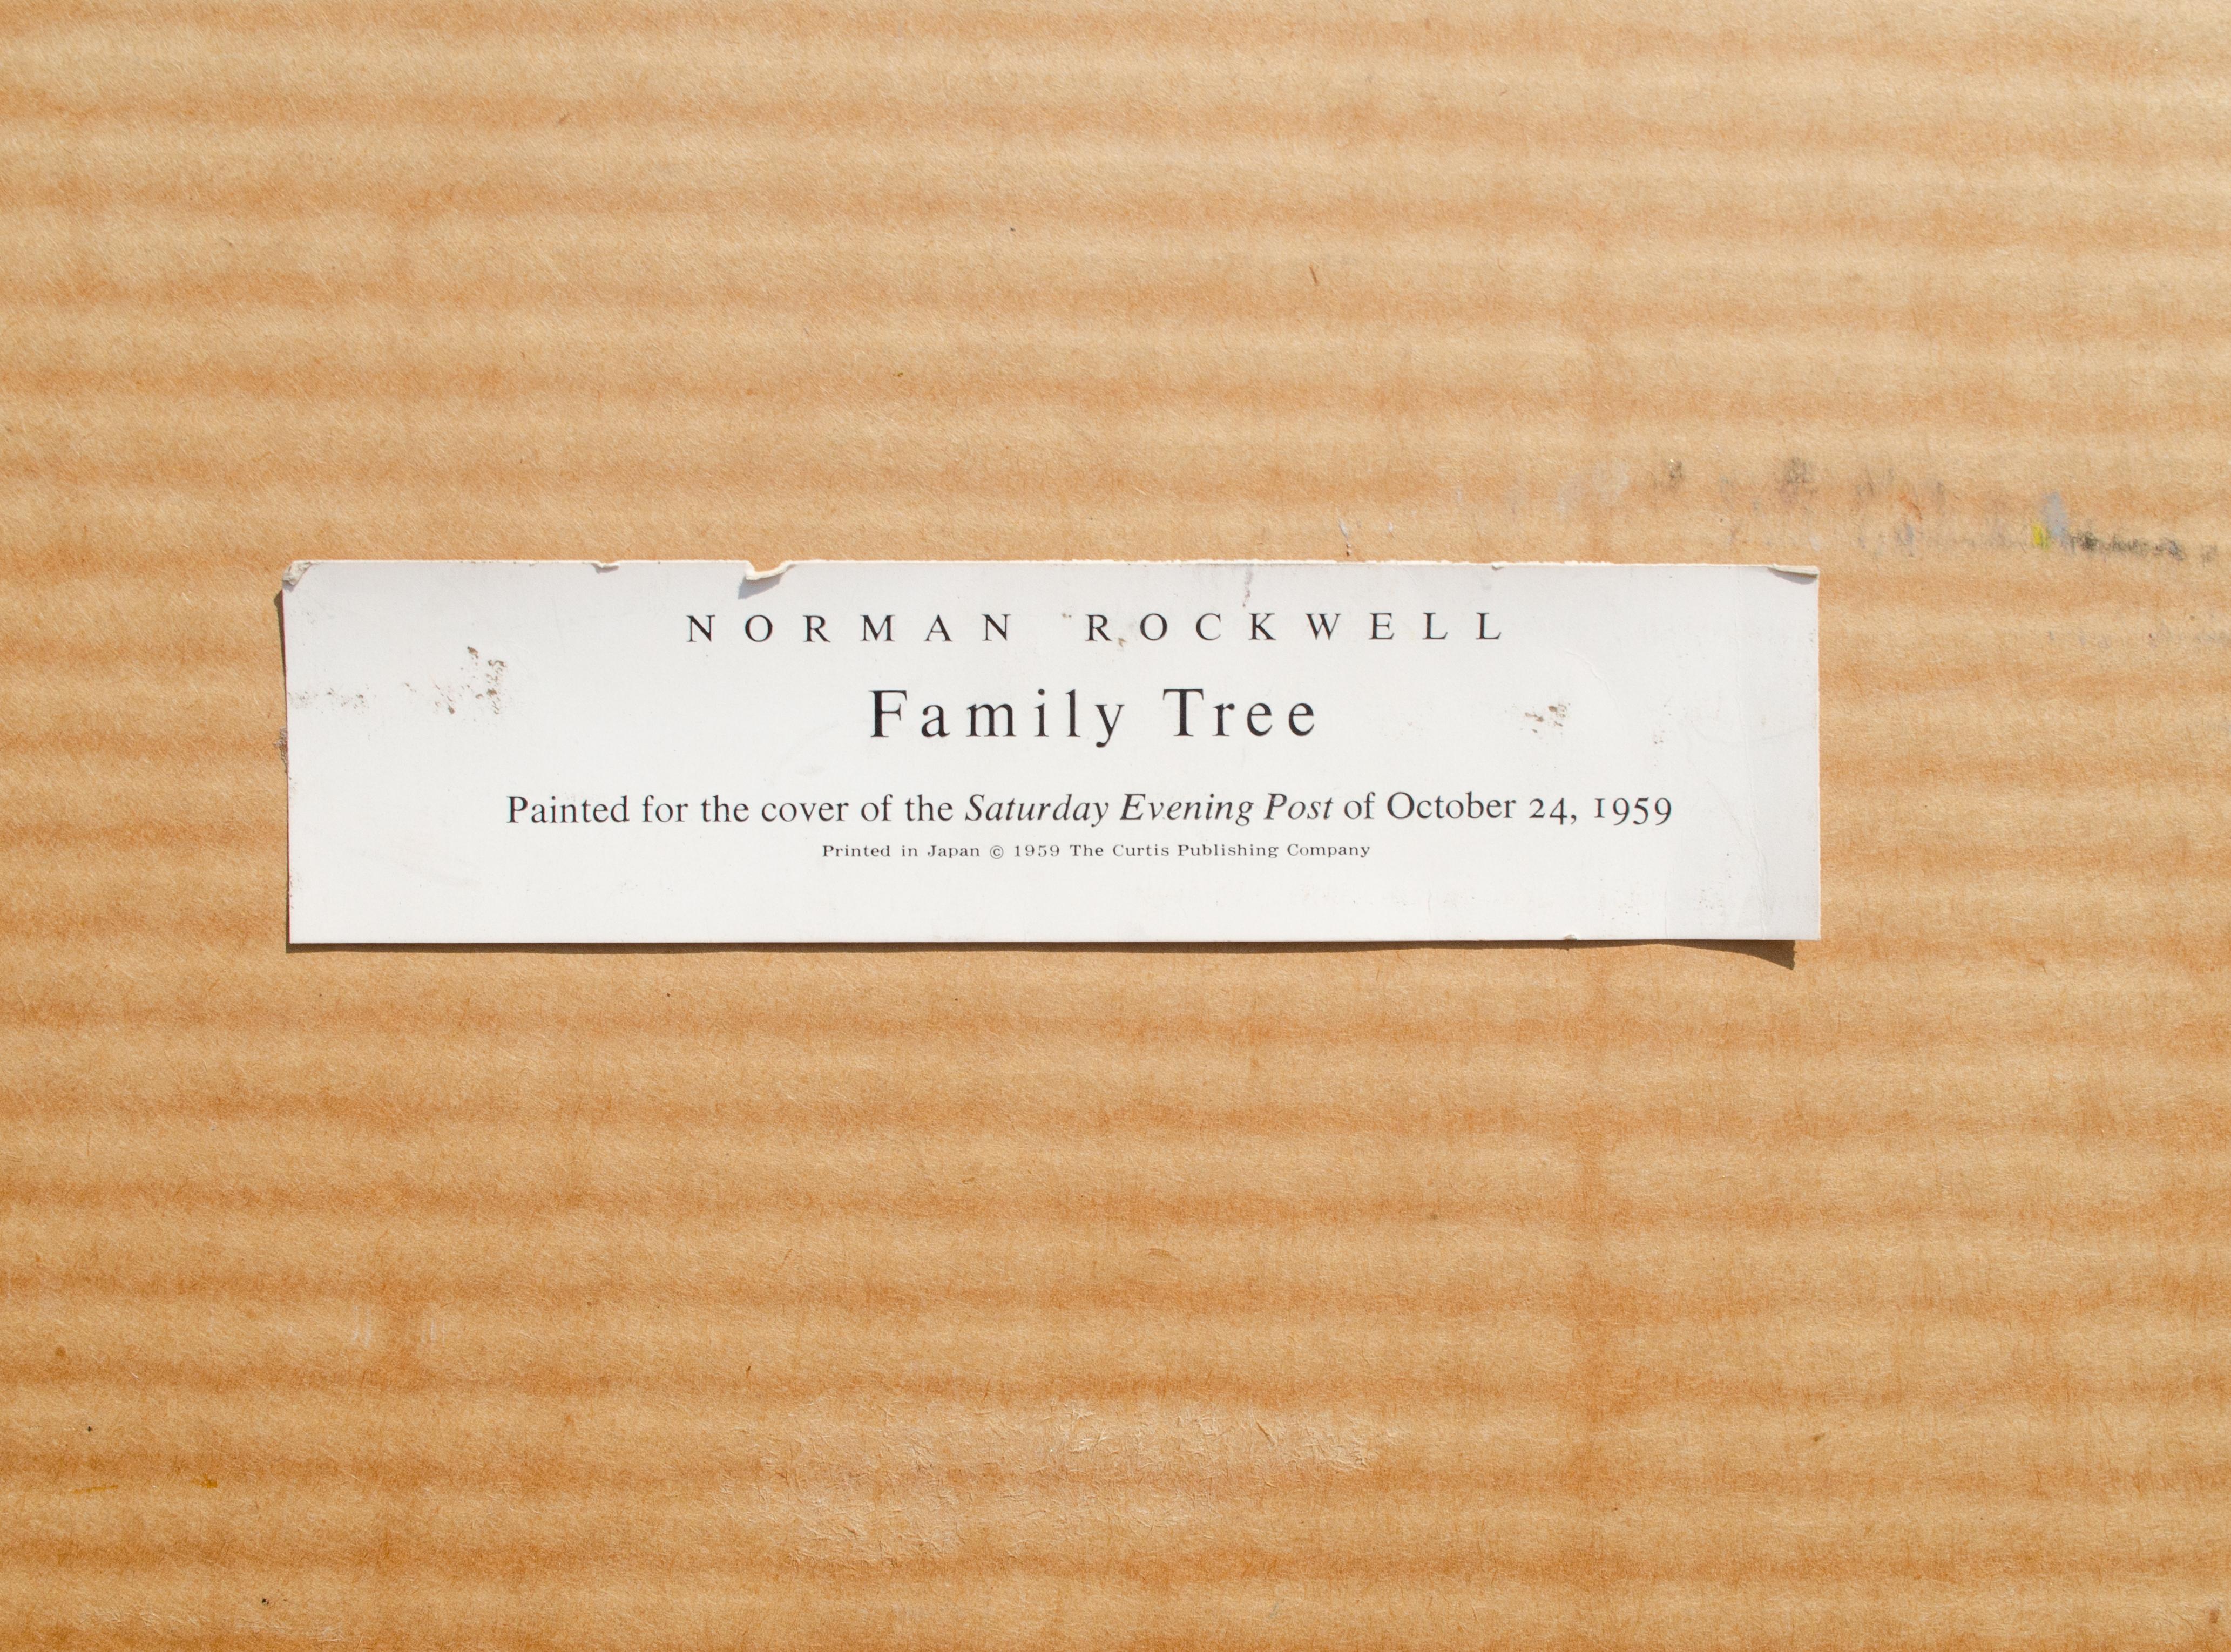 NORMAN ROCKWELL
Family Tree
Painted for the cover of the Saturday Evening Post of October 24, 1959
Printed in Japan © 1959 The Curtis Publishing Company